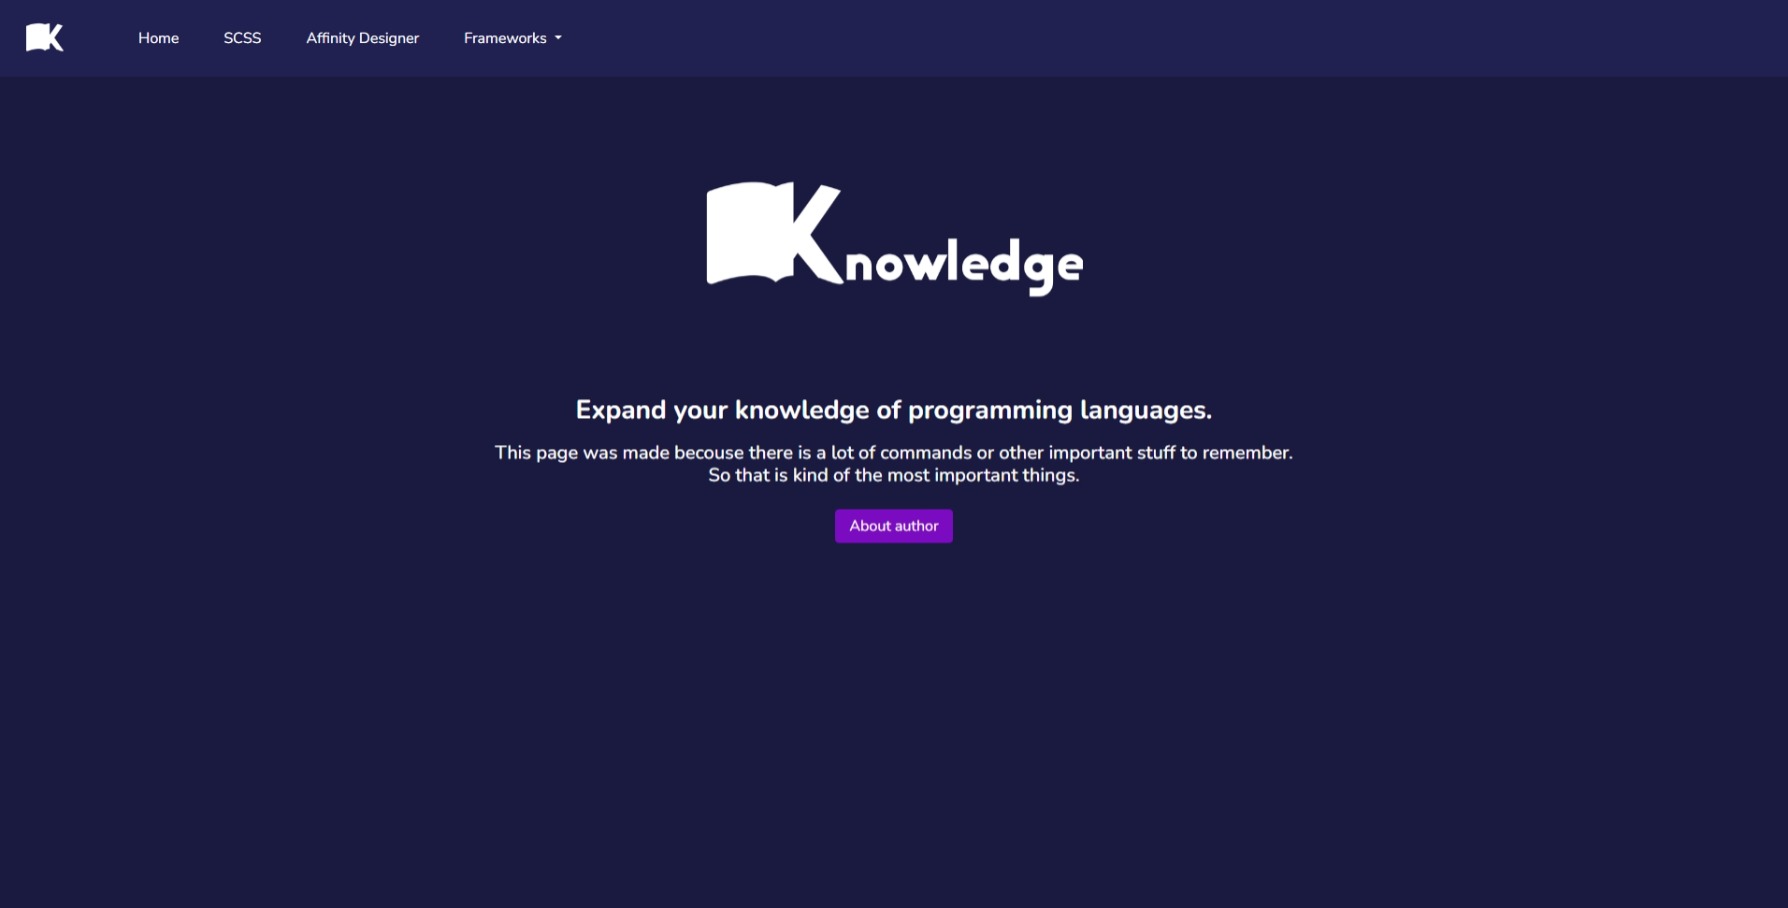 Home SCSS Affinity Designer Frameworks
Knowledge
Expand your knowledge of programming languages.
This page was made becouse there is a lot of commands or other important stuff to remember.
So that is kind of the most important things.
About author